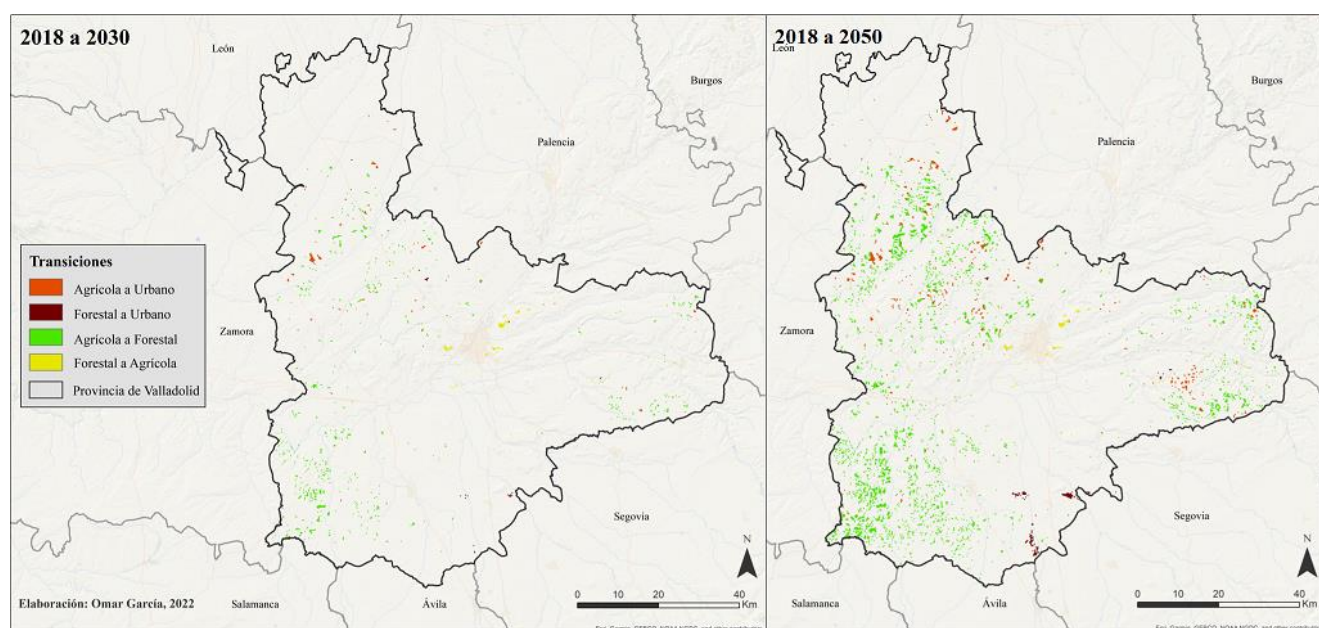 2018 a 2030
León
Burgos
Palencia
Transiciones
Agrícola a Urbano
Forestal a Urbano
Agrícola a Forestal
Forestal a Agrícola
Provincia de Valladolid
Zamora
Segovia
N
Elaboración: Omar García, 2022
Salamanca
Ávila
0 10 20 40
Km
2018 a 2050
León
Burgos
Palencia
Zamora
Segovia
N
Salamanca
Ávila
0 10 20 40
Km